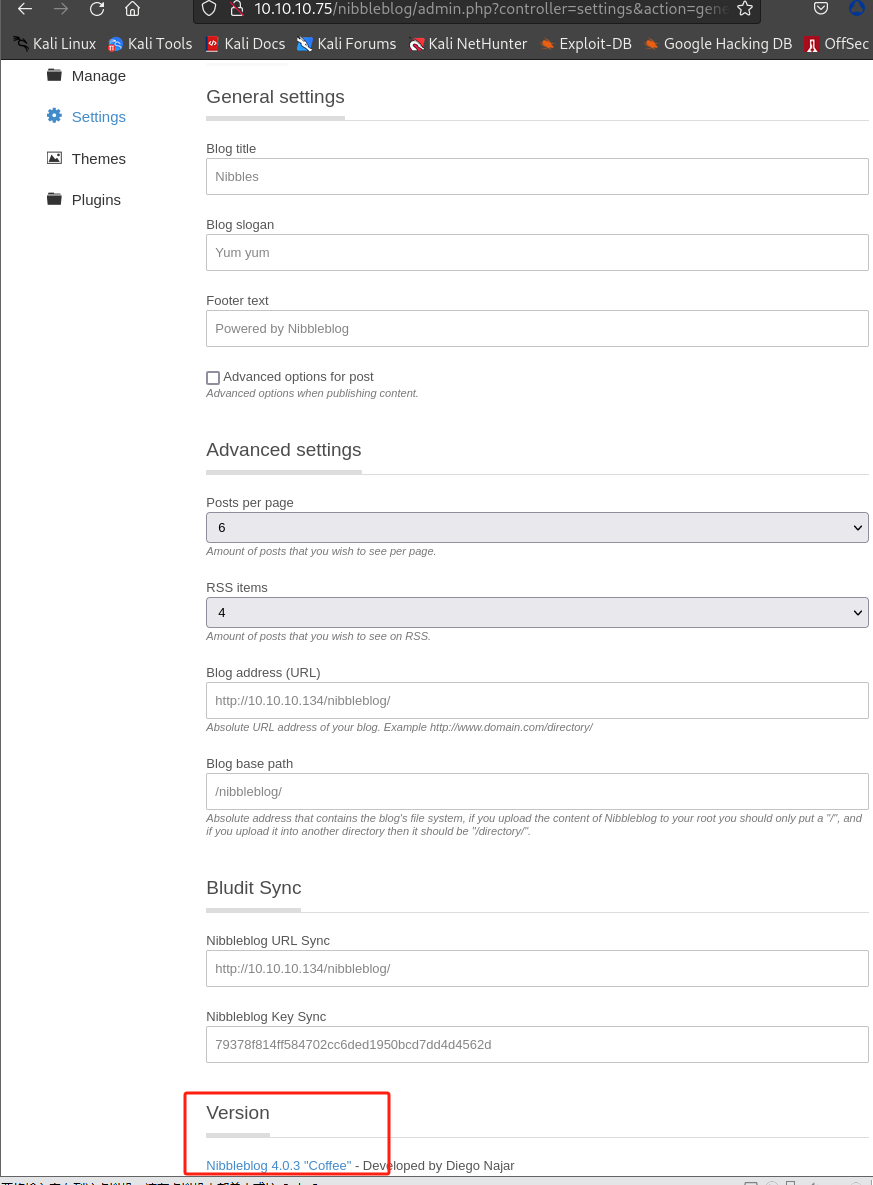 10.10.10.75/nibbleblog/admin.php?controller=settings&action=gene
Kali Linux Kali Tools Kali Docs Kali Forums Kali NetHunter Exploit-DB Google Hacking DB OffSec
Manage
Settings
Themes
Plugins
General settings
Blog title
Nibbles
Blog slogan
Yum yum
Footer text
Powered by Nibbleblog
Advanced options for post
Advanced options when publishing content.
Advanced settings
Posts per page
6
Amount of posts that you wish to see per page.
RSS items
4
Amount of posts that you wish to see on RSS.
Blog address (URL)
http://10.10.10.134/nibbleblog/
Absolute URL address of your blog. Example http://www.domain.com/directory/
Blog base path
/nibbleblog/
Absolute address that contains the blog's file system, if you upload the content of Nibbleblog to your root you should only put a "/", and
if you upload it into another directory then it should be "/directory/".
Bludit Sync
Nibbleblog URL Sync
http://10.10.10.134/nibbleblog/
Nibbleblog Key Sync
79378f814ff584702cc6ded1950bcd7dd4d4562d
Version
Nibbleblog 4.0.3 "Coffee" - Developed by Diego Najar